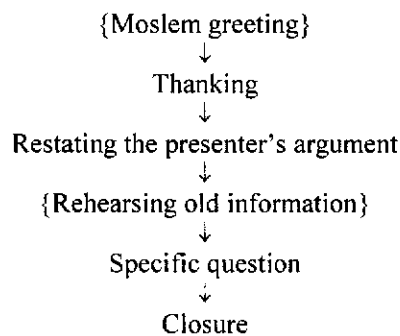 {Moslem greeting}
↓
Thanking
↓
Restating the presenter's argument
↓
{Rehearsing old information}
↓
Specific question
↓
Closure